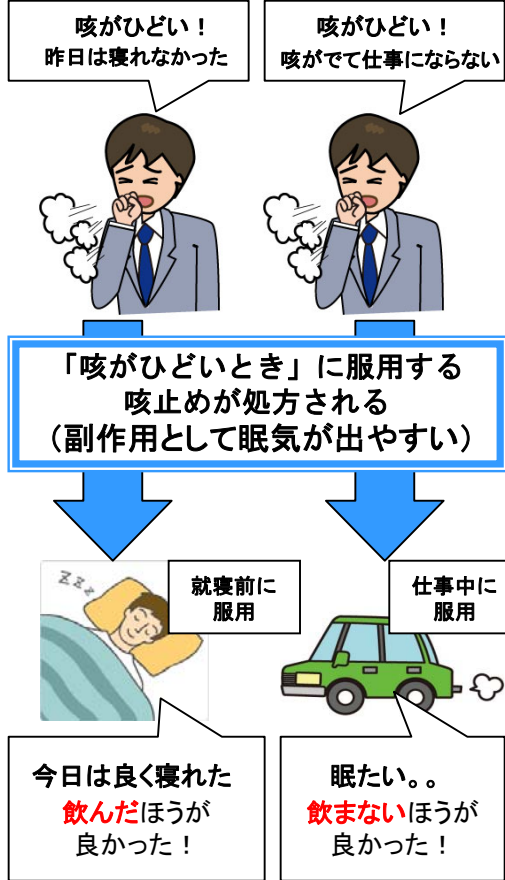 咳がひどい！
昨日は寝れなかった
咳がひどい！
咳がでて仕事にならない
「咳がひどいとき」に服用する
咳止めが処方される
（副作用として眠気が出やすい）
ZZZ
就寝前に
服用
仕事中に
服用
今日は良く寝れた
飲んだほうが
良かった！
眠たい。。
飲まないほうが
良かった！